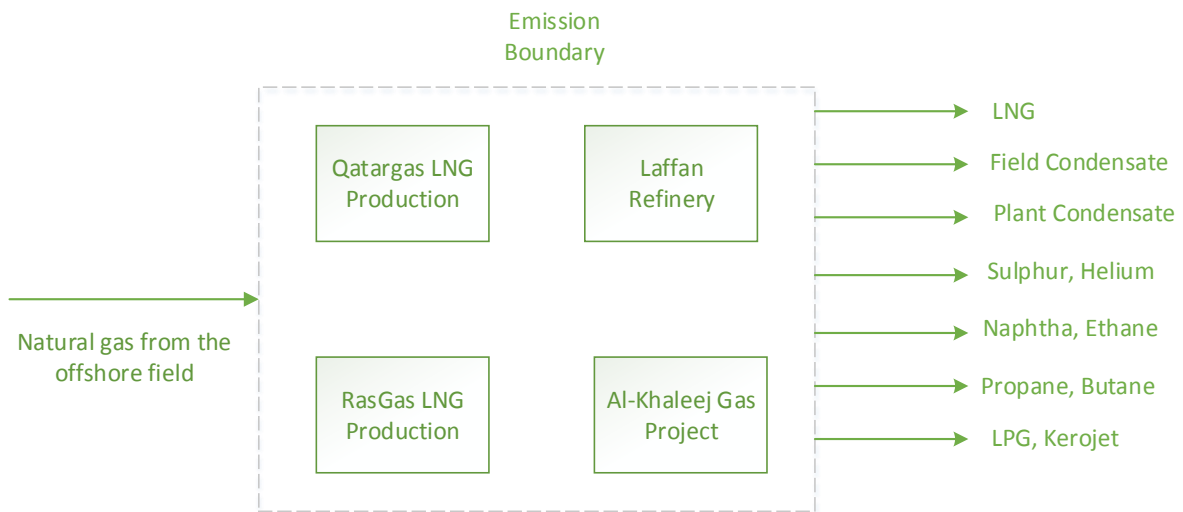 Emission
Boundary
Qatargas LNG
Production
Laffan
Refinery
Natural gas from the
offshore field
RasGas LNG
Production
Al-Khaleej Gas
Project
LNG
Field Condensate
Plant Condensate
Sulphur, Helium
Naphtha, Ethane
Propane, Butane
LPG, Kerojet